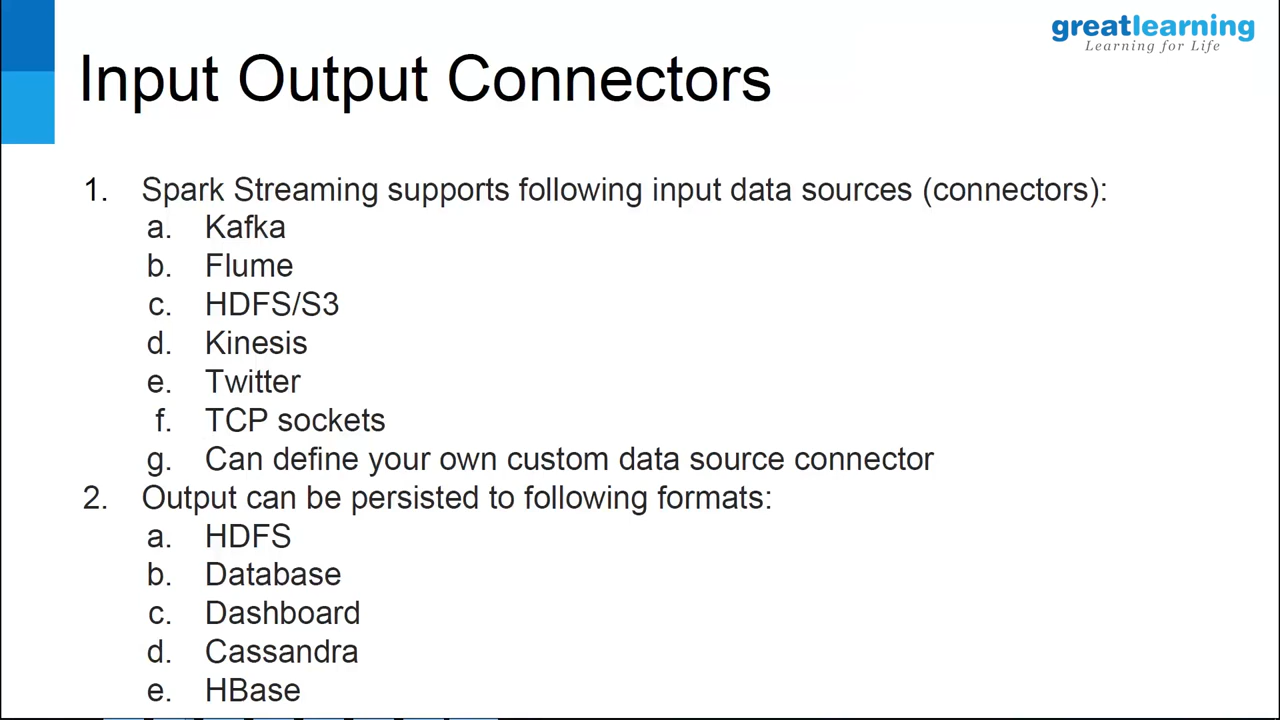 greatlearning
Learning for Life
Input Output Connectors
1. Spark Streaming supports following input data sources (connectors):
a. Kafka
b. Flume
c. HDFS/S3
d. Kinesis
e. Twitter
f. TCP sockets
g. Can define your own custom data source connector
2. Output can be persisted to following formats:
a. HDFS
b. Database
c. Dashboard
d. Cassandra
e. HBase